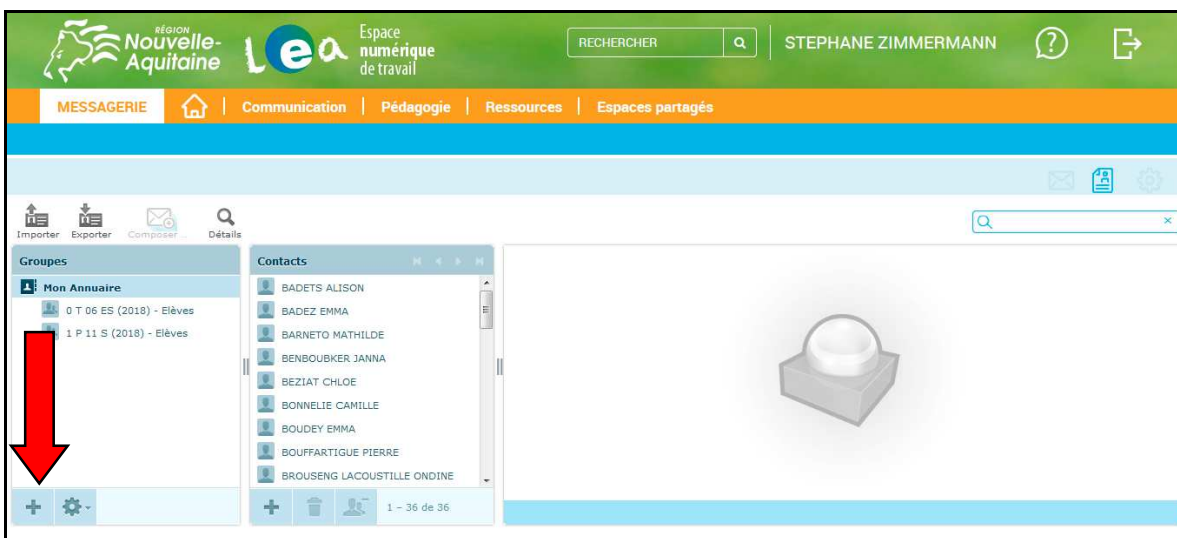 RÉGION
Nouvelle-
Aquitaine
Lea
Espace
numérique
de travail
RECHERCHER
STEPHANE ZIMMERMANN
?
MESSAGERIE
Communication
Pédagogie
Ressources
Espaces partagés
Importer
Exporter
Composer...
Détails
Groupes
Mon Annuaire
0 T 06 ES (2018) - Elèves
1 P 11 S (2018) - Elèves
Contacts
BADETS ALISON
BADEZ EMMA
BARNETO MATHILDE
BENBOUBKER JANNA
BEZIAT CHLOE
BONNELIE CAMILLE
BOUDEY EMMA
BOUFFARTIGUE PIERRE
BROUSENG LACOUSTILLE ONDINE
1 – 36 de 36